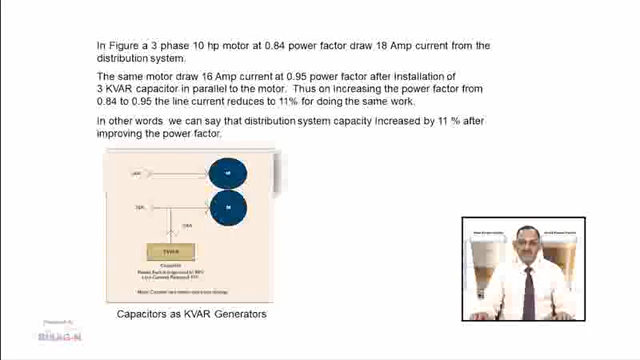 In Figure a 3 phase 10 hp motor at 0.84 power factor draw 18 Amp current from the
distribution system.
The same motor draw 16 Amp current at 0.95 power factor after installation of
3 KVAR capacitor in parallel to the motor. Thus on increasing the power factor from
0.84 to 0.95 the line current reduces to 11% for doing the same work.
In other words we can say that distribution system capacity increased by 11 % after
improving the power factor.
M
M
Capacitor
Capacitors as KVAR Generators